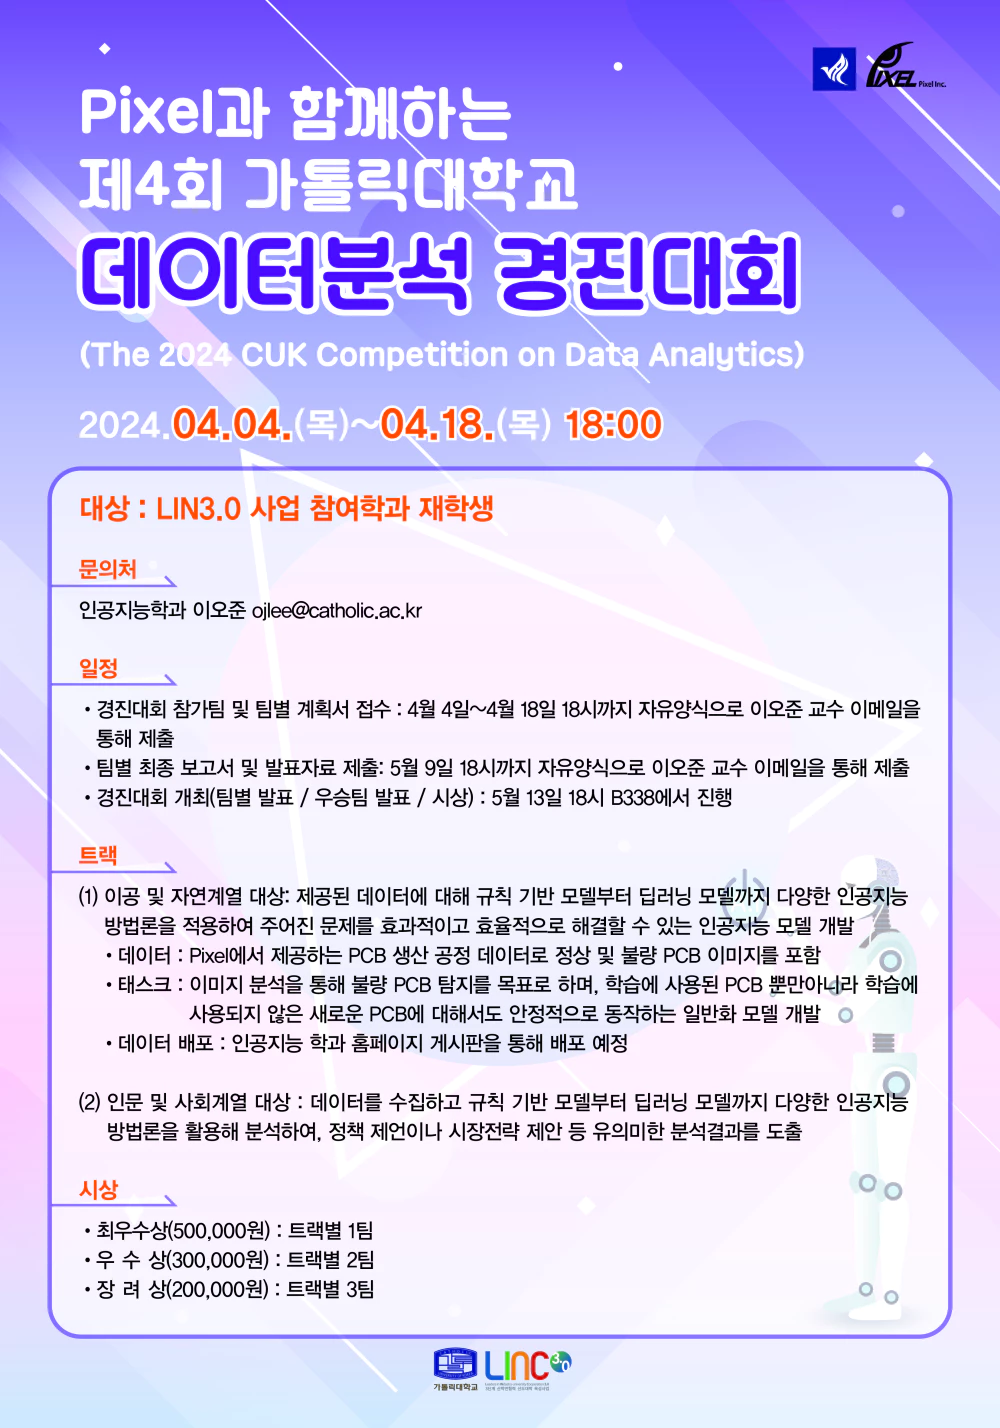 PIXEL Pixel Inc.
Pixel과 함께하는
제4회 가톨릭대학교
데이터분석 경진대회
(The 2024 CUK Competition on Data Analytics)
2024.04.04.(목)~04.18.(목) 18:00
대상 : LIN3.0 사업 참여학과 재학생
문의처
인공지능학과 이오준 ojlee@catholic.ac.kr
일정
• 경진대회 참가팀 및 팀별 계획서 접수 : 4월 4일~4월 18일 18시까지 자유양식으로 이오준 교수 이메일을
통해 제출
• 팀별 최종 보고서 및 발표자료 제출: 5월 9일 18시까지 자유양식으로 이오준 교수 이메일을 통해 제출
• 경진대회 개최(팀별 발표 / 우승팀 발표 / 시상) : 5월 13일 18시 B338에서 진행
트랙
(1) 이공 및 자연계열 대상: 제공된 데이터에 대해 규칙 기반 모델부터 딥러닝 모델까지 다양한 인공지능
방법론을 적용하여 주어진 문제를 효과적이고 효율적으로 해결할 수 있는 인공지능 모델 개발
• 데이터 : Pixel에서 제공하는 PCB 생산 공정 데이터로 정상 및 불량 PCB 이미지를 포함
• 태스크 : 이미지 분석을 통해 불량 PCB 탐지를 목표로 하며, 학습에 사용된 PCB 뿐만아니라 학습에
사용되지 않은 새로운 PCB에 대해서도 안정적으로 동작하는 일반화 모델 개발
• 데이터 배포 : 인공지능 학과 홈페이지 게시판을 통해 배포 예정
(2) 인문 및 사회계열 대상 : 데이터를 수집하고 규칙 기반 모델부터 딥러닝 모델까지 다양한 인공지능
방법론을 활용해 분석하여, 정책 제언이나 시장전략 제안 등 유의미한 분석결과를 도출
시상
• 최우수상(500,000원) : 트랙별 1팀
• 우 수 상(300,000원) : 트랙별 2팀
• 장 려 상(200,000원) : 트랙별 3팀
가톨릭대학교
LINC 3.0